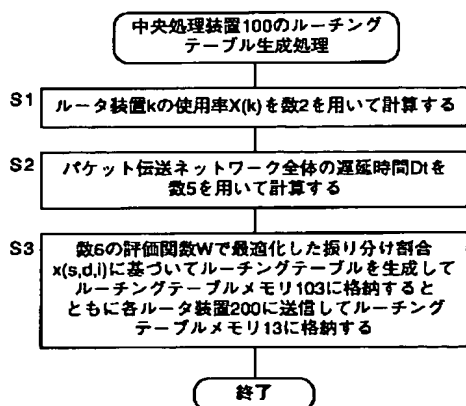 中央処理装置100のルーチング
テーブル生成処理
S1
ルータ装置kの使用率X(k)を数2を用いて計算する
S2
パケット伝送ネットワーク全体の遅延時間Dtを
数5を用いて計算する
S3
数6の評価関数Wで最適化した振り分け割合
x(s,d,i)に基づいてルーチングテーブルを生成して
ルーチングテーブルメモリ103に格納すると
ともに各ルータ装置200に送信してルーチング
テーブルメモリ13に格納する
終了